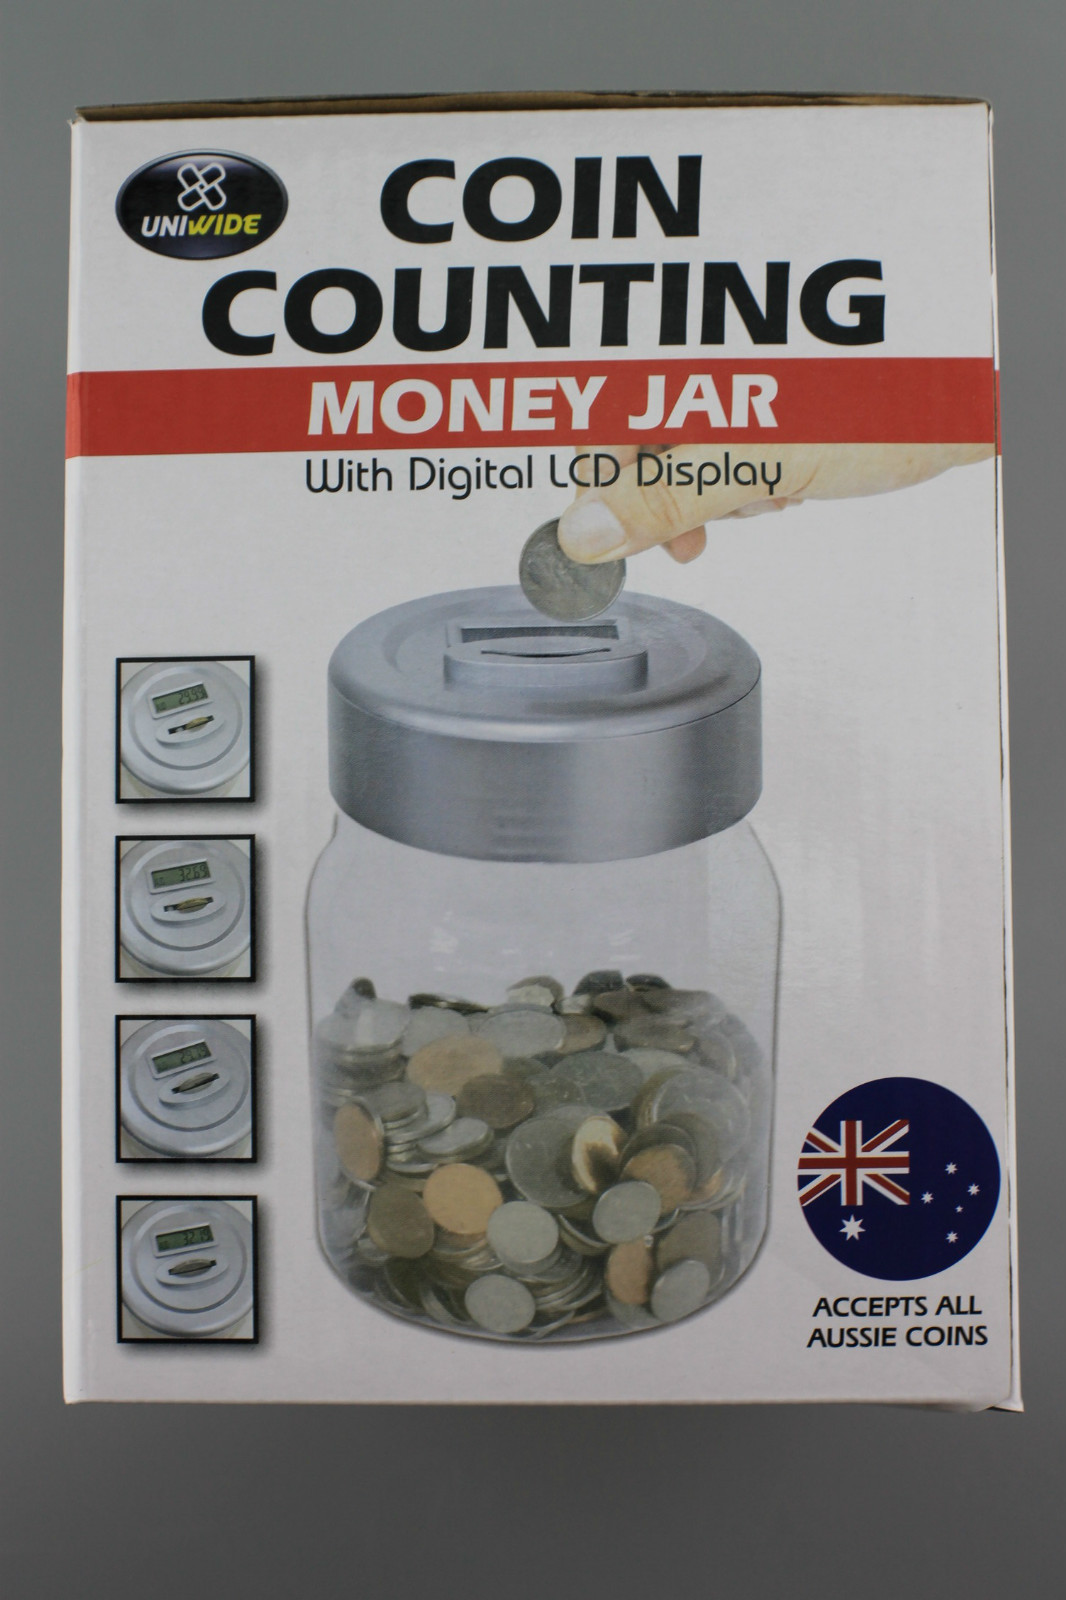 UNIWIDE
COIN
COUNTING
MONEY JAR
With Digital LCD Display
ACCEPTS ALL
AUSSIE COINS